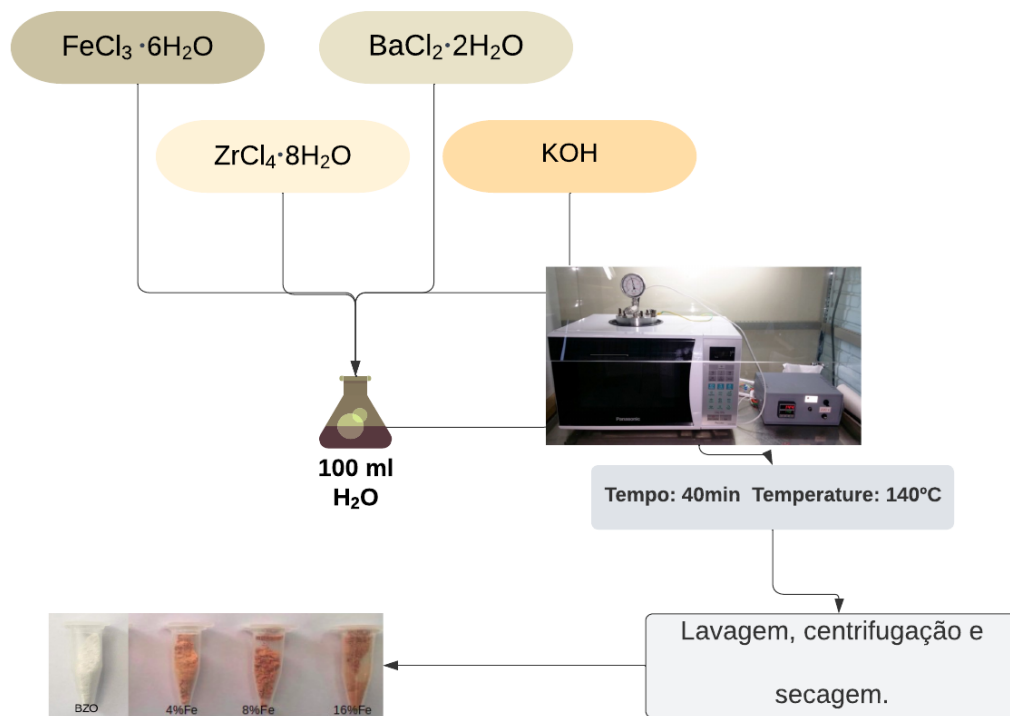 FeCl₃ ·6H₂O
BaCl₂·2H₂O
ZrCl₄·8H₂O
KOH
Panasonic
100 ml
H₂O
Tempo: 40min Temperature: 140ºC
Lavagem, centrifugação e
secagem.
BZO
4%Fe
8%Fe
16%Fe